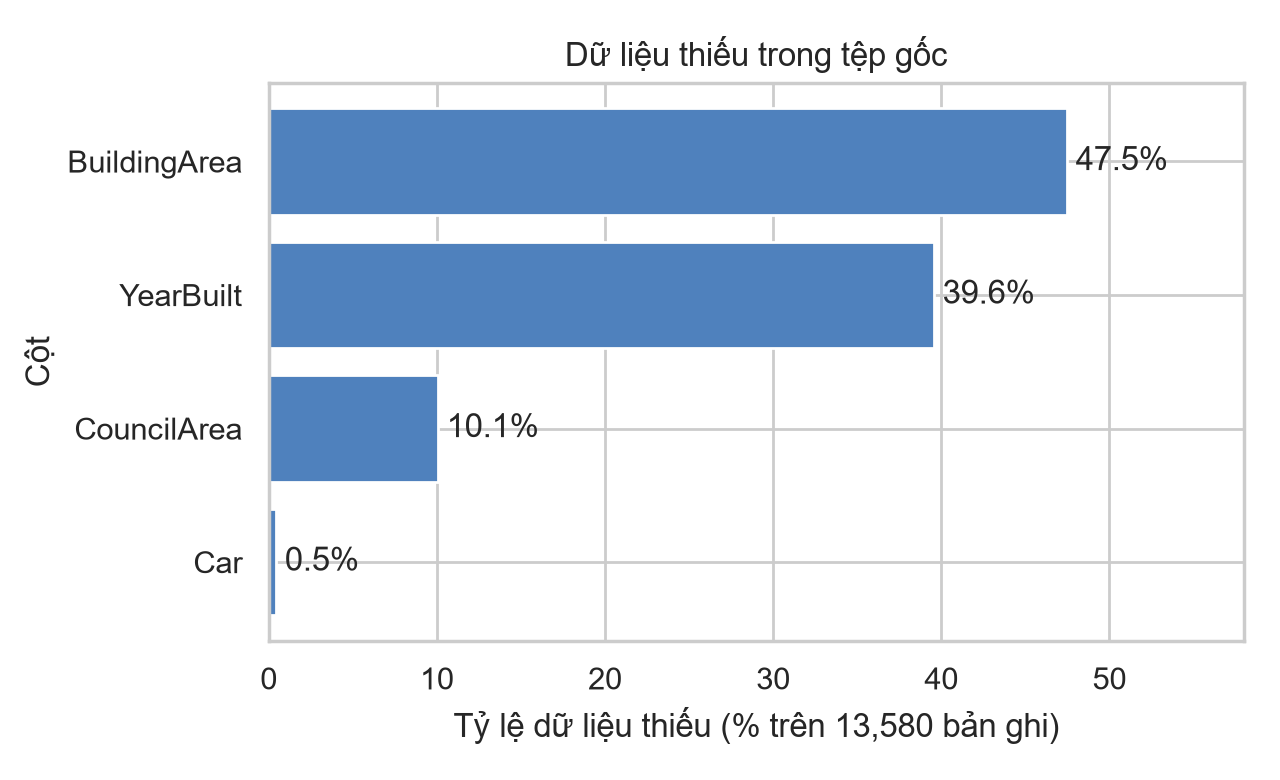 Dữ liệu thiếu trong tệp gốc
BuildingArea
47.5%
YearBuilt
39.6%
Cột
CouncilArea
10.1%
Car
0.5%
0 10 20 30 40 50
Tỷ lệ dữ liệu thiếu (% trên 13,580 bản ghi)